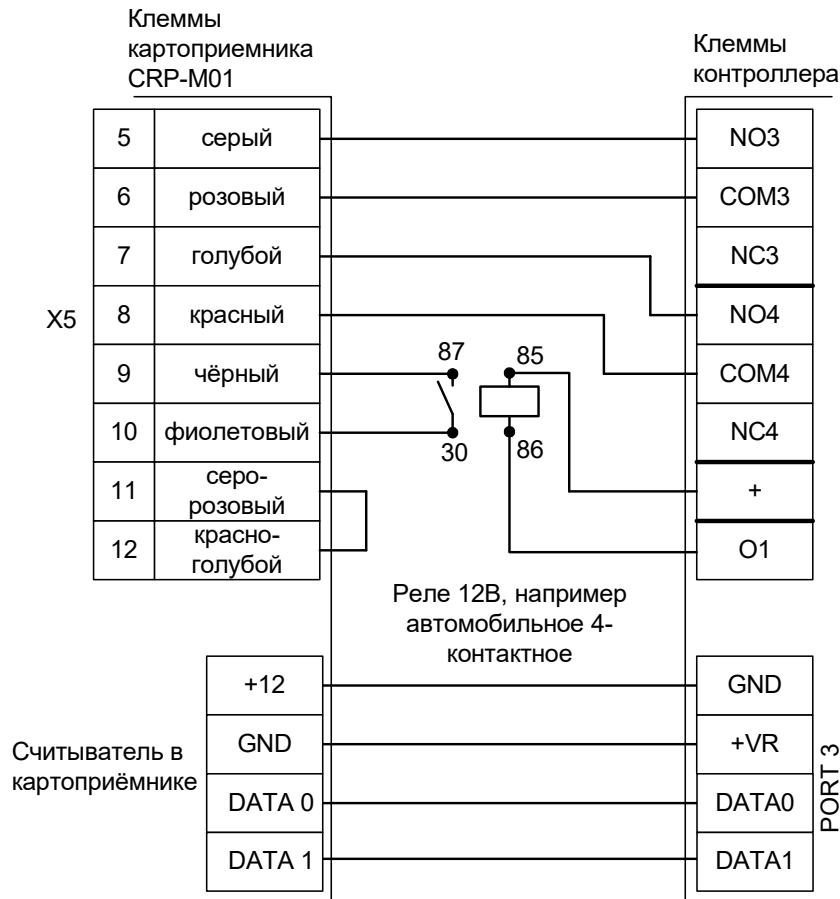 Клеммы
картоприемника
CRP-M01
Клеммы
контроллера
X5
5 серый
6 розовый
7 голубой
8 красный
9 чёрный
10 фиолетовый
11 серо-
розовый
12 красно-
голубой
87
30
85
86
NO3
COM3
NC3
NO4
COM4
NC4
+
O1
Реле 12В, например
автомобильное 4-
контактное
Считыватель в
картоприёмнике
+12
GND
DATA 0
DATA 1
GND
+VR
DATA0
DATA1
PORT 3